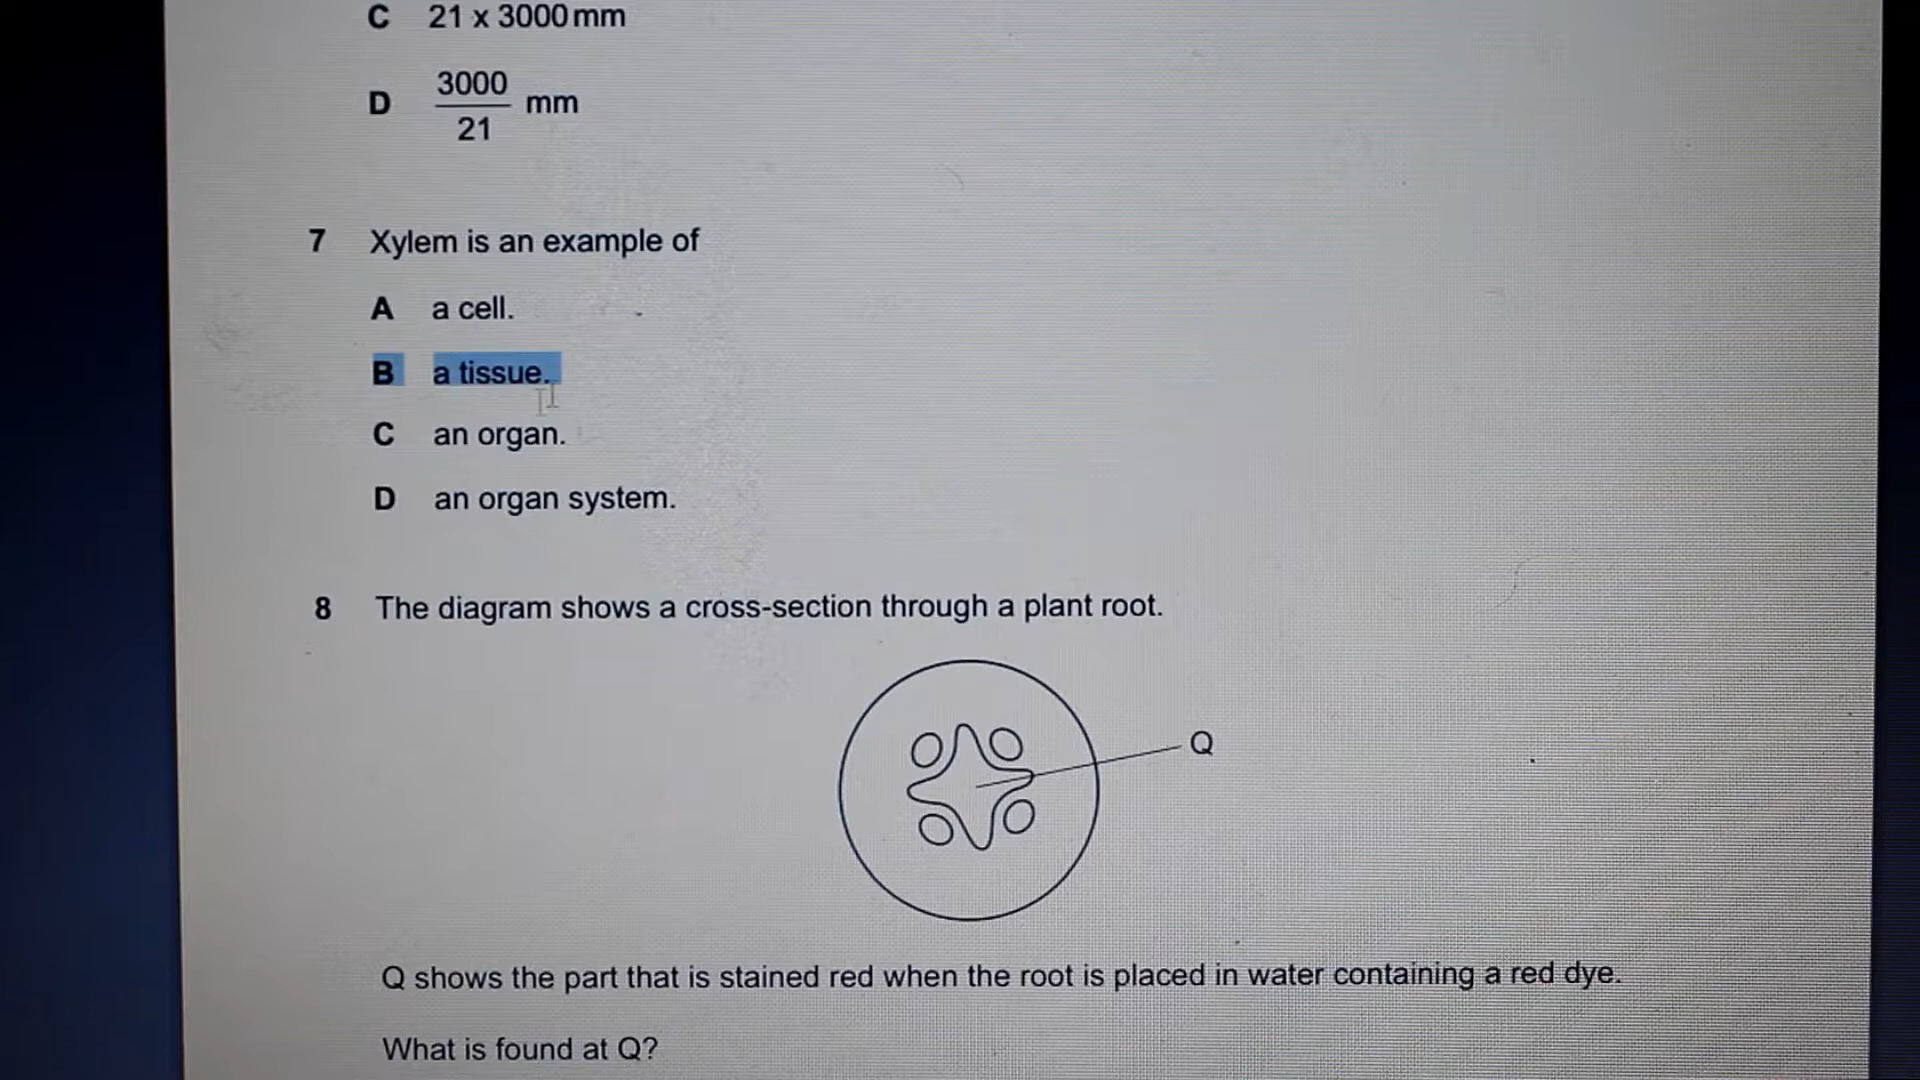 C 21 x 3000 mm
D 3000
21 mm
7 Xylem is an example of
A a cell.
B a tissue.
C an organ.
D an organ system.
8 The diagram shows a cross-section through a plant root.
Q
Q shows the part that is stained red when the root is placed in water containing a red dye.
What is found at Q?